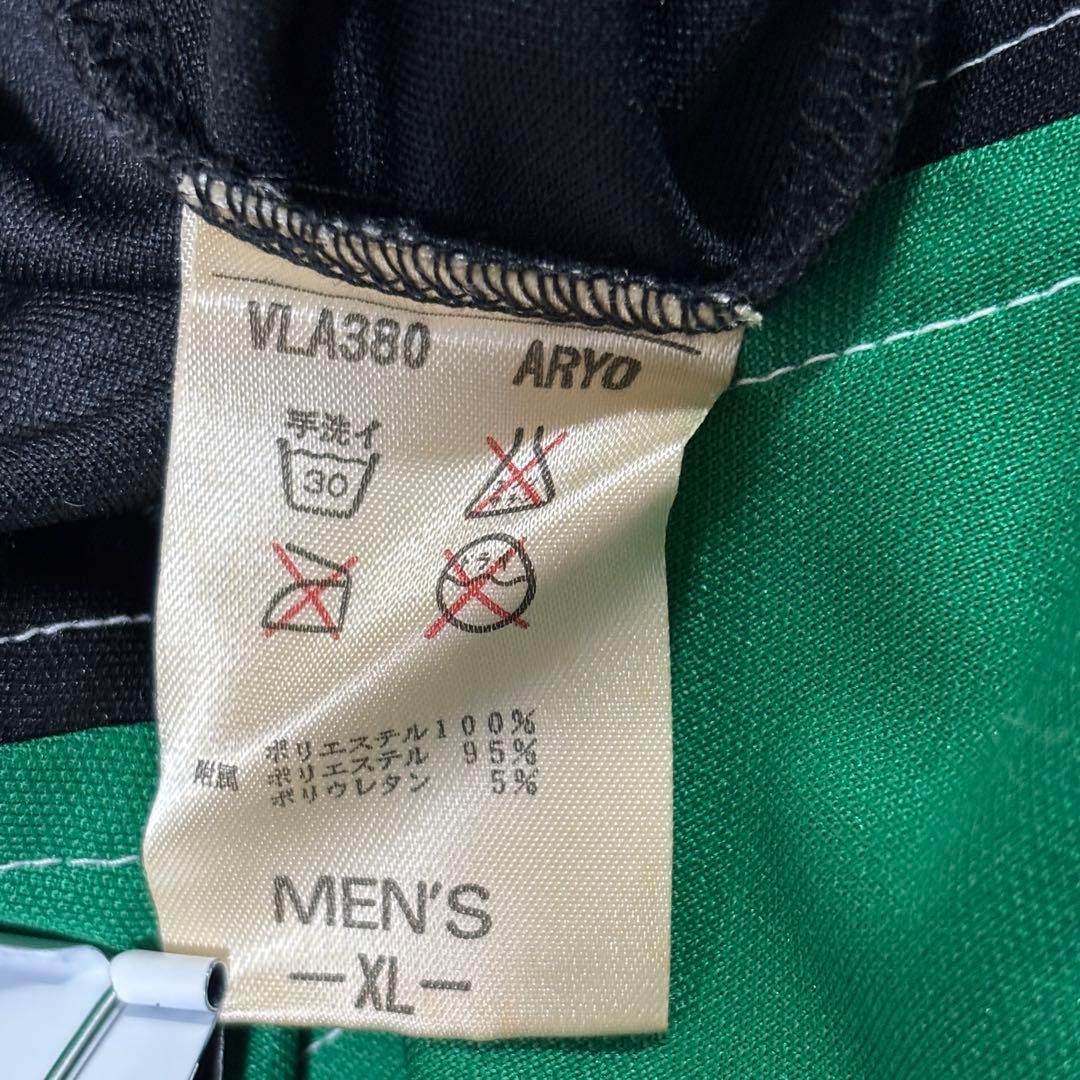 VLA380 ARYO
手洗イ
30
ポリエステル100%
附属 ポリエステル 95%
ポリウレタン 5%
MEN'S
—XL—